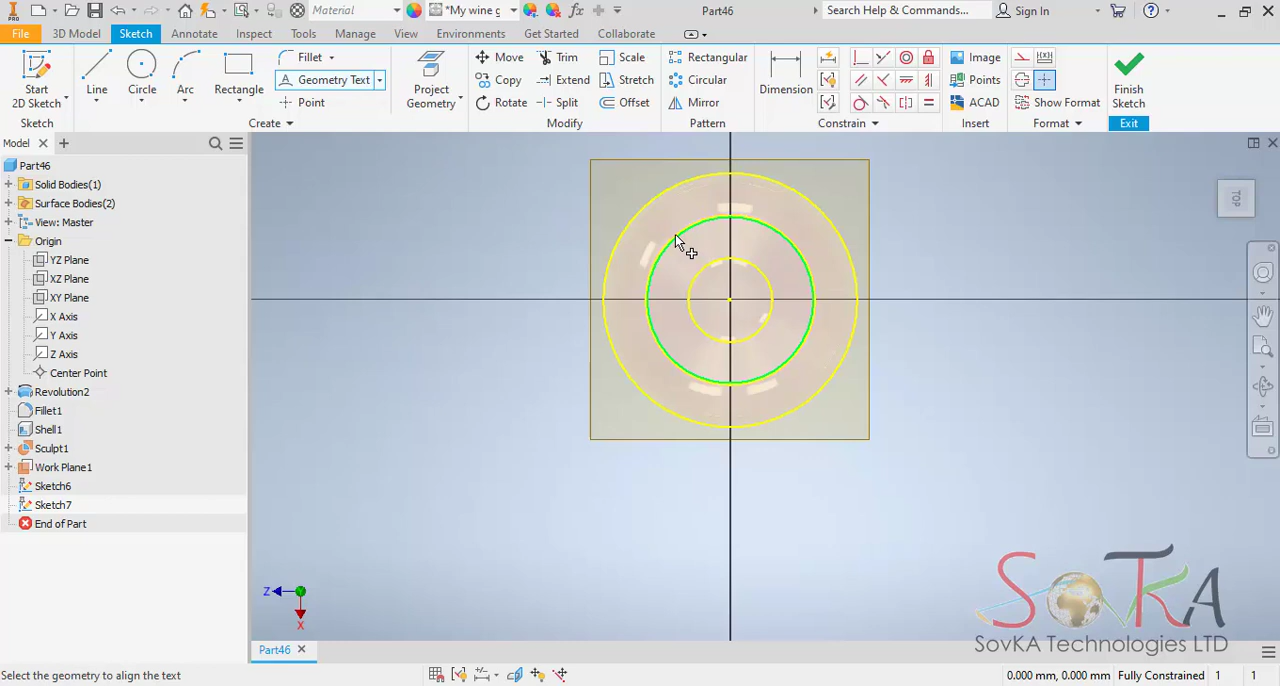 Material
*My wine g
fx
Part46
Search Help & Commands...
Sign In
File
3D Model
Sketch
Annotate
Inspect
Tools
Manage
View
Environments
Get Started
Collaborate
Start
2D Sketch
Line
Circle
Arc
Rectangle
Fillet
Geometry Text
Point
Project
Geometry
Move
Copy
Rotate
Trim
Extend
Split
Scale
Stretch
Offset
Rectangular
Circular
Mirror
Dimension
Image
Points
ACAD
Show Format
Finish
Sketch
Sketch
Create
Modify
Pattern
Constrain
Insert
Format
Exit
Model
Part46
Solid Bodies(1)
Surface Bodies(2)
View: Master
Origin
YZ Plane
XZ Plane
XY Plane
X Axis
Y Axis
Z Axis
Center Point
Revolution2
Fillet1
Shell1
Sculpt1
Work Plane1
Sketch6
Sketch7
End of Part
TOP
Z
X
SoVKA
SovKA Technologies LTD
Part46
Select the geometry to align the text
0.000 mm, 0.000 mm
Fully Constrained
1
1